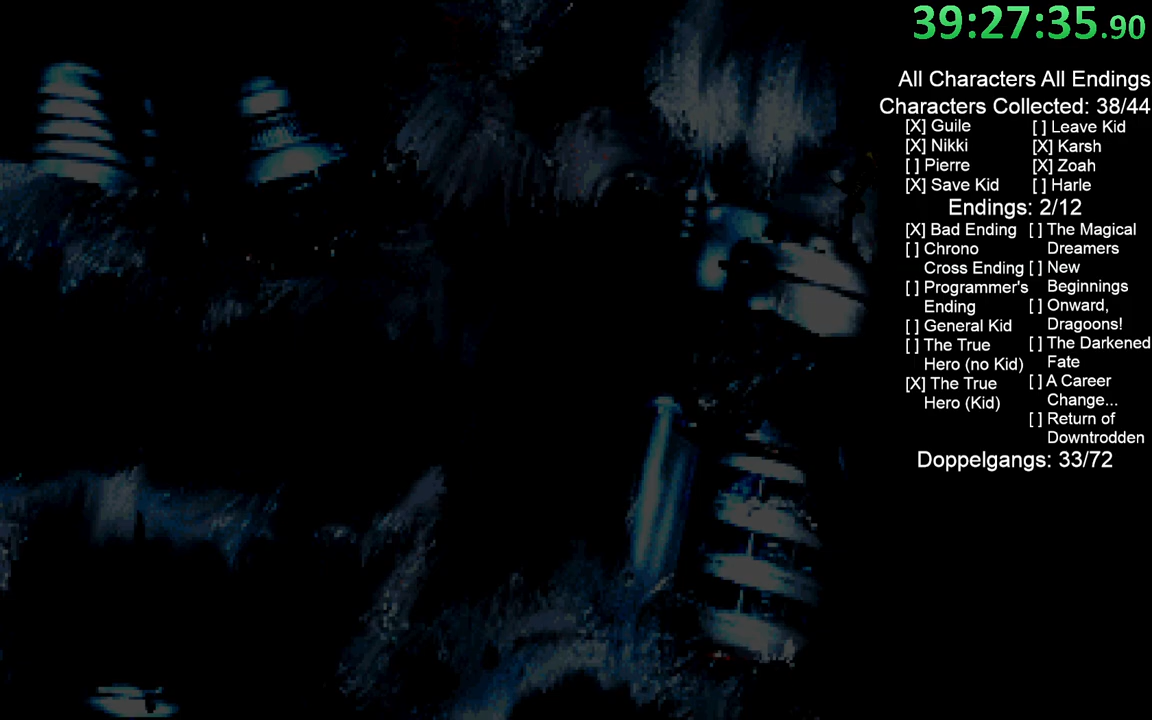 39:27:35.90
All Characters All Endings
Characters Collected: 38/44
[X] Guile
[ ] Leave Kid
[X] Nikki
[X] Karsh
[ ] Pierre
[X] Zoah
[X] Save Kid
[ ] Harle
Endings: 2/12
[X] Bad Ending
[ ] Chrono
Cross Ending
[ ] Programmer's
Ending
[ ] General Kid
[ ] The True
Hero (no Kid)
[X] The True
Hero (Kid)
[ ] The Magical
Dreamers
[ ] New
Beginnings
[ ] Onward,
Dragoons!
[ ] The Darkened
Fate
[ ] A Career
Change...
[ ] Return of
Downtrodden
Doppelgangs: 33/72